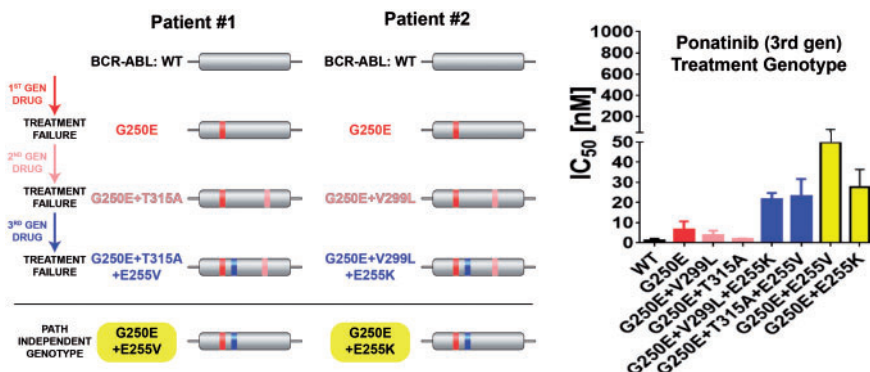 Patient #1
Patient #2
BCR-ABL: WT
BCR-ABL: WT
1ST GEN
DRUG
TREATMENT
FAILURE
G250E
G250E
2ND GEN
DRUG
TREATMENT
FAILURE
G250E+T315A
G250E+V299L
3RD GEN
DRUG
TREATMENT
FAILURE
G250E+T315A
+E255V
G250E+V299L
+E255K
PATH
INDEPENDENT
GENOTYPE
G250E
+E255V
G250E
+E255K
Ponatinib (3rd gen)
Treatment Genotype
IC50 [nM]
1000
800
600
400
200
50
40
30
20
10
0
WT
G250E
G250E+V299L
G250E+T315A
G250E+V299L+E255K
G250E+T315A+E255V
G250E+E255V
G250E+E255K